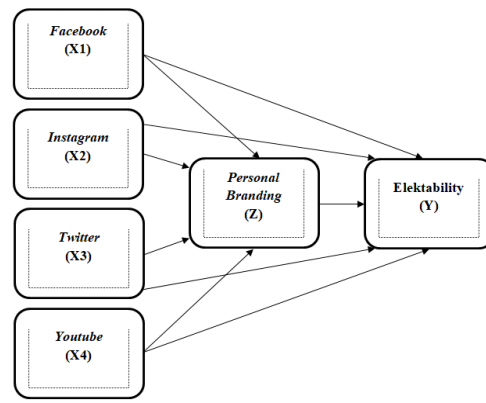 Facebook
(X1)
Instagram
(X2)
Personal
Branding
(Z)
Elektability
(Y)
Twitter
(X3)
Youtube
(X4)